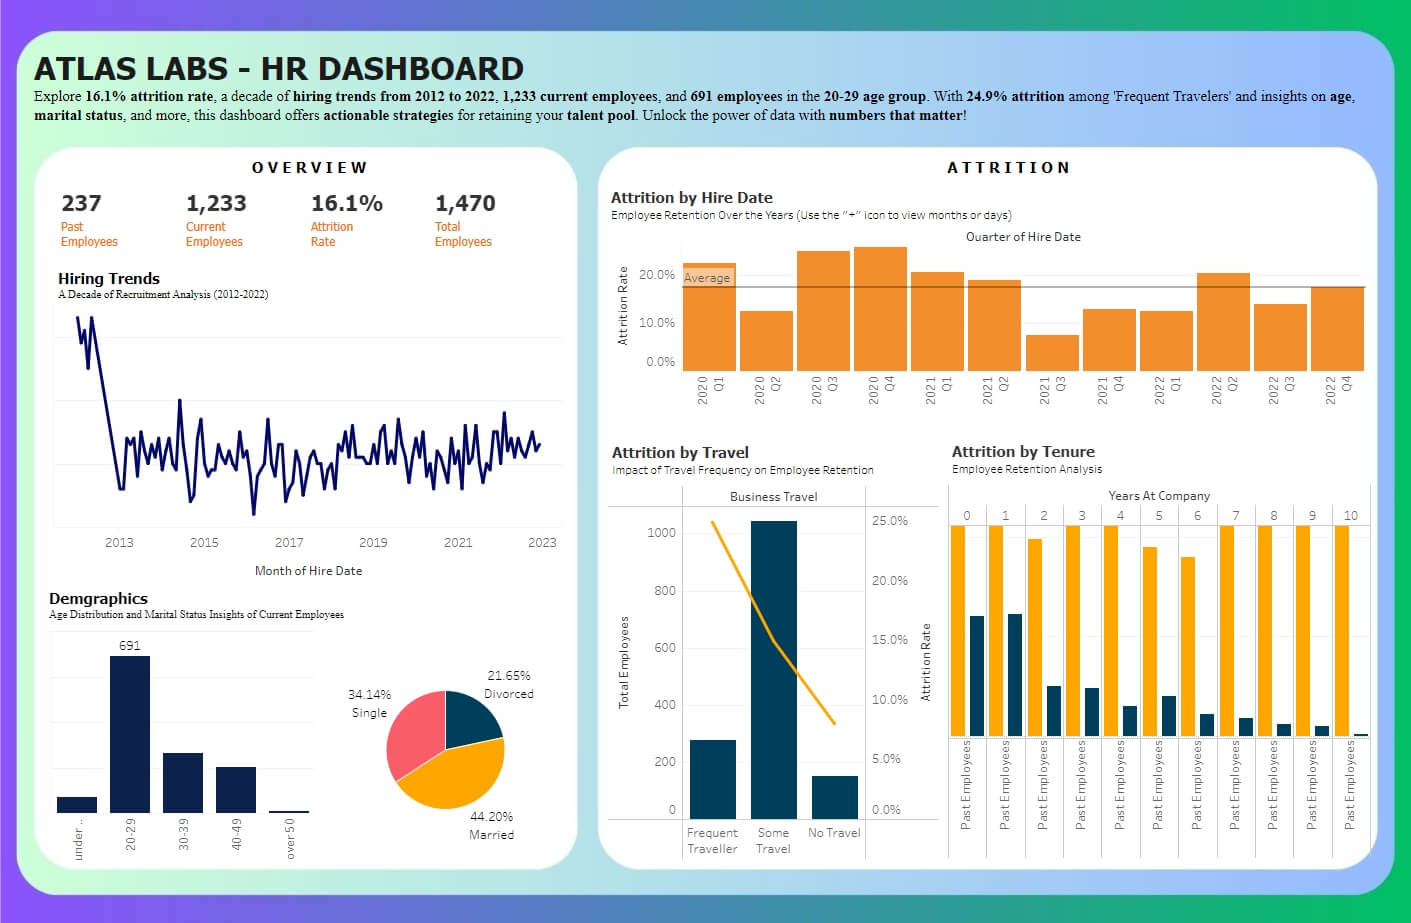 ATLAS LABS - HR DASHBOARD
Explore 16.1% attrition rate, a decade of hiring trends from 2012 to 2022, 1,233 current employees, and 691 employees in the 20-29 age group. With 24.9% attrition among 'Frequent Travelers' and insights on age,
marital status, and more, this dashboard offers actionable strategies for retaining your talent pool. Unlock the power of data with numbers that matter!
OVERVIEW
237
1,233
16.1%
1,470
Past
Employees
Current
Employees
Attrition
Rate
Total
Employees
Hiring Trends
A Decade of Recruitment Analysis (2012-2022)
2013
2015
2017
2019
2021
2023
Month of Hire Date
Demgraphics
Age Distribution and Marital Status Insights of Current Employees
691
under ..
20-29
30-39
40-49
over 50
21.65%
Divorced
34.14%
Single
44.20%
Married
ATTRITION
Attrition by Hire Date
Employee Retention Over the Years (Use the "+" icon to view months or days)
Quarter of Hire Date
Attrition Rate
20.0%
10.0%
0.0%
Average
2020
Q1
2020
Q2
2020
Q3
2020
Q4
2021
Q1
2021
Q2
2021
Q3
2021
Q4
2022
Q1
2022
Q2
2022
Q3
2022
Q4
Attrition by Travel
Impact of Travel Frequency on Employee Retention
Business Travel
Total Employees
1000
800
600
400
200
0
25.0%
20.0%
15.0%
10.0%
5.0%
0.0%
Attrition Rate
Frequent
Traveller
Some
Travel
No Travel
Attrition by Tenure
Employee Retention Analysis
Years At Company
0
1
2
3
4
5
6
7
8
9
10
Past Employees
Past Employees
Past Employees
Past Employees
Past Employees
Past Employees
Past Employees
Past Employees
Past Employees
Past Employees
Past Employees